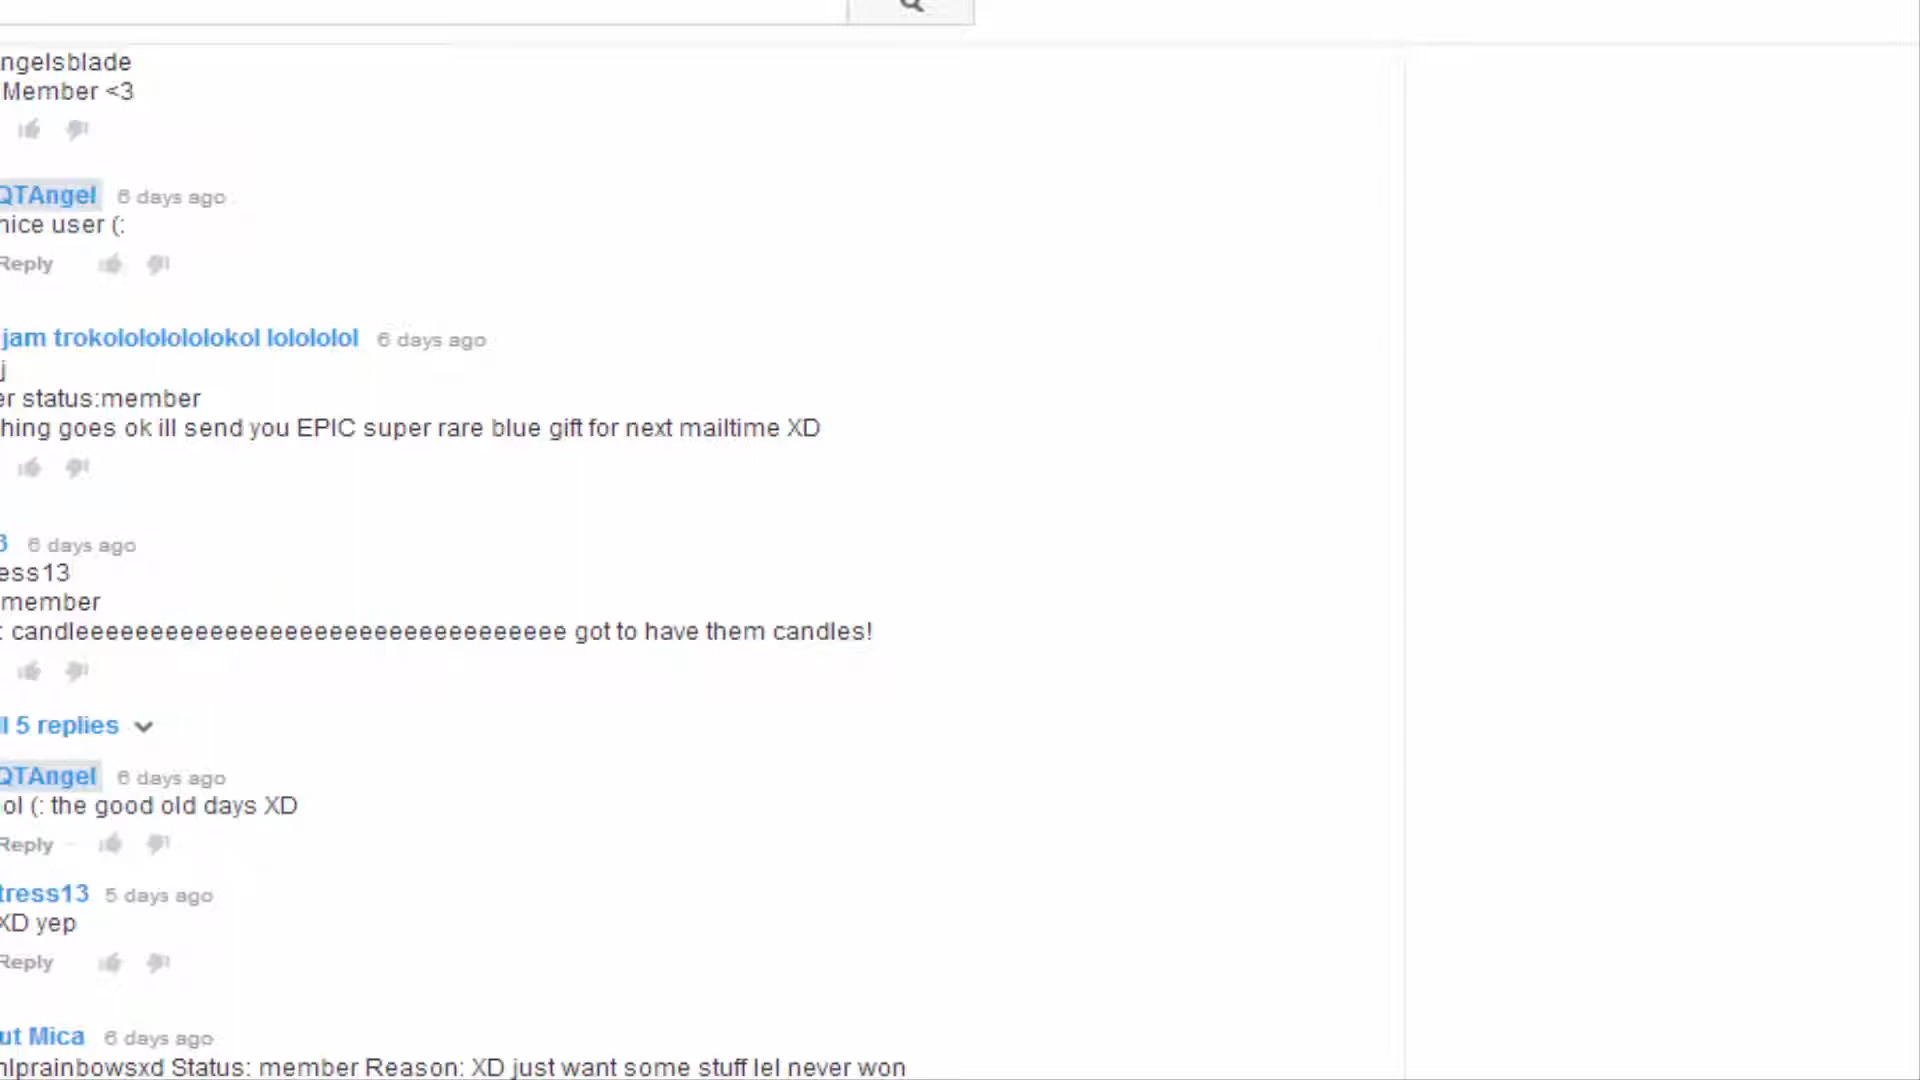 ngelsblade
Member <3
QTAngel 6 days ago
nice user (:
Reply
jam trokolololololokol lolololol 6 days ago
j
er status:member
hing goes ok ill send you EPIC super rare blue gift for next mailtime XD
3 6 days ago
ess13
member
: candleeeeeeeeeeeeeeeeeeeeeeeeeeeeeeeee got to have them candles!
ll 5 replies
QTAngel 6 days ago
ol (: the good old days XD
Reply
tress13 5 days ago
XD yep
Reply
ut Mica 6 days ago
nlprainbowsxd Status: member Reason: XD just want some stuff lel never won